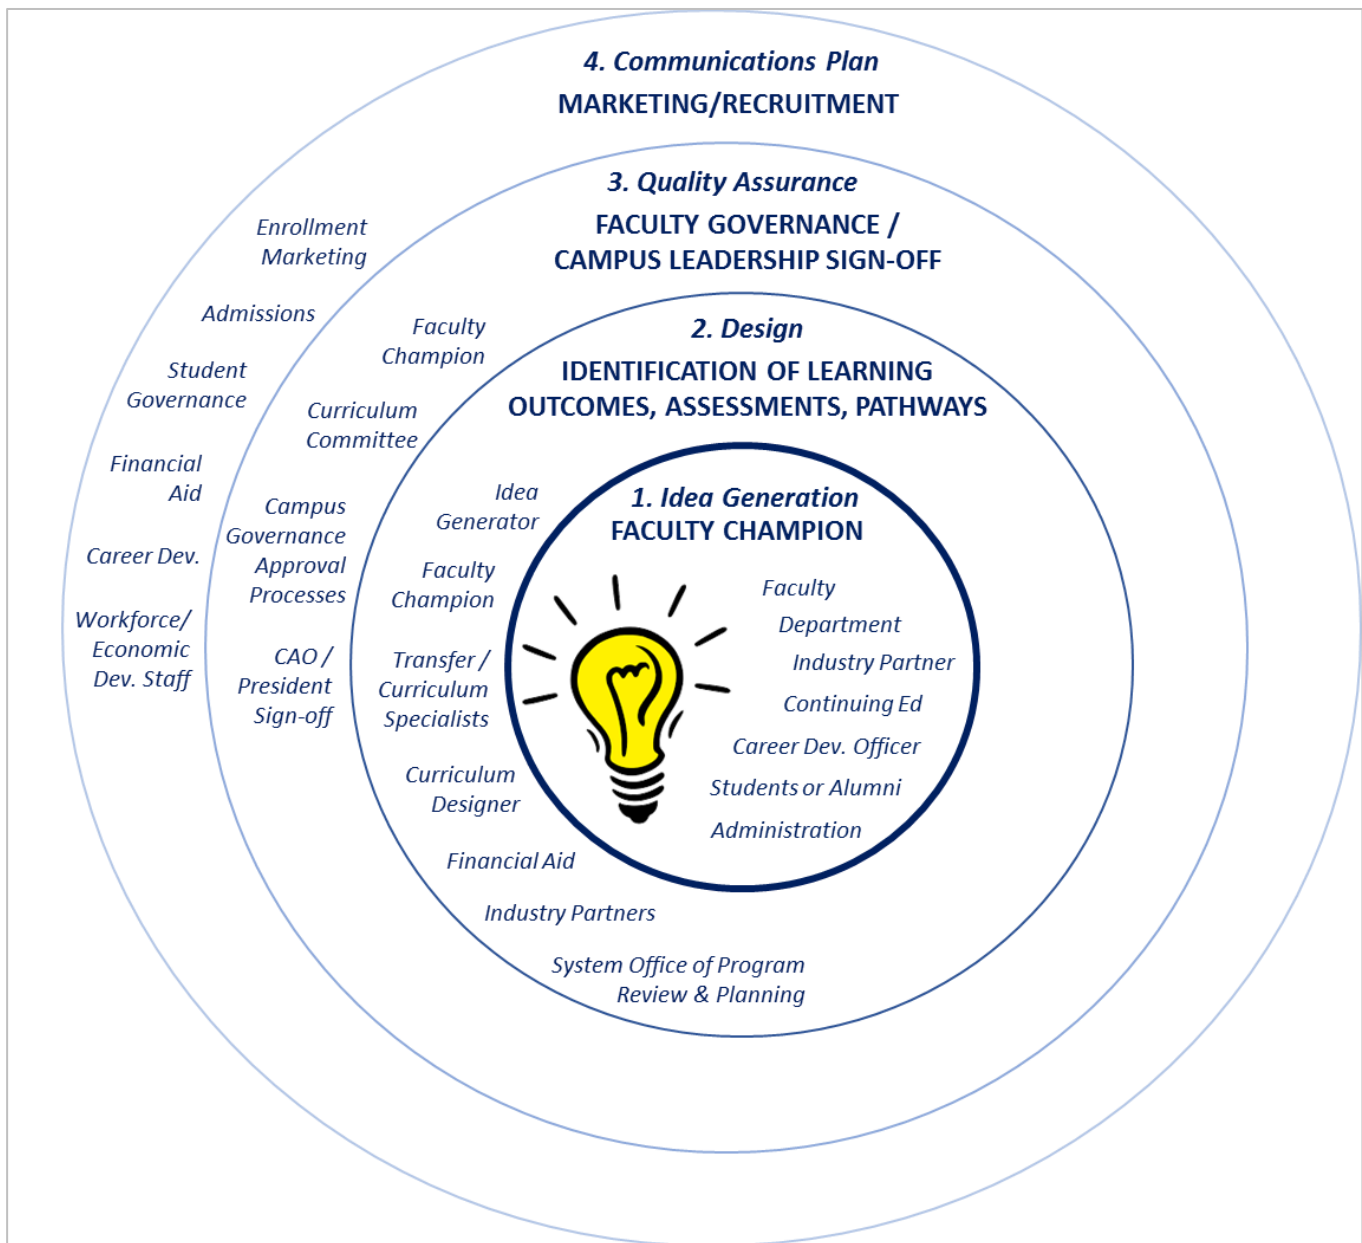 4. Communications Plan
MARKETING/RECRUITMENT
3. Quality Assurance
FACULTY GOVERNANCE /
CAMPUS LEADERSHIP SIGN-OFF
2. Design
IDENTIFICATION OF LEARNING
OUTCOMES, ASSESSMENTS, PATHWAYS
1. Idea Generation
FACULTY CHAMPION
Faculty
Department
Industry Partner
Continuing Ed
Career Dev. Officer
Students or Alumni
Administration
Idea
Generator
Faculty
Champion
Transfer /
Curriculum
Specialists
Curriculum
Designer
Financial Aid
Industry Partners
System Office of Program
Review & Planning
Faculty
Champion
Curriculum
Committee
Campus
Governance
Approval
Processes
CAO /
President
Sign-off
Enrollment
Marketing
Admissions
Student
Governance
Financial
Aid
Career Dev.
Workforce/
Economic
Dev. Staff